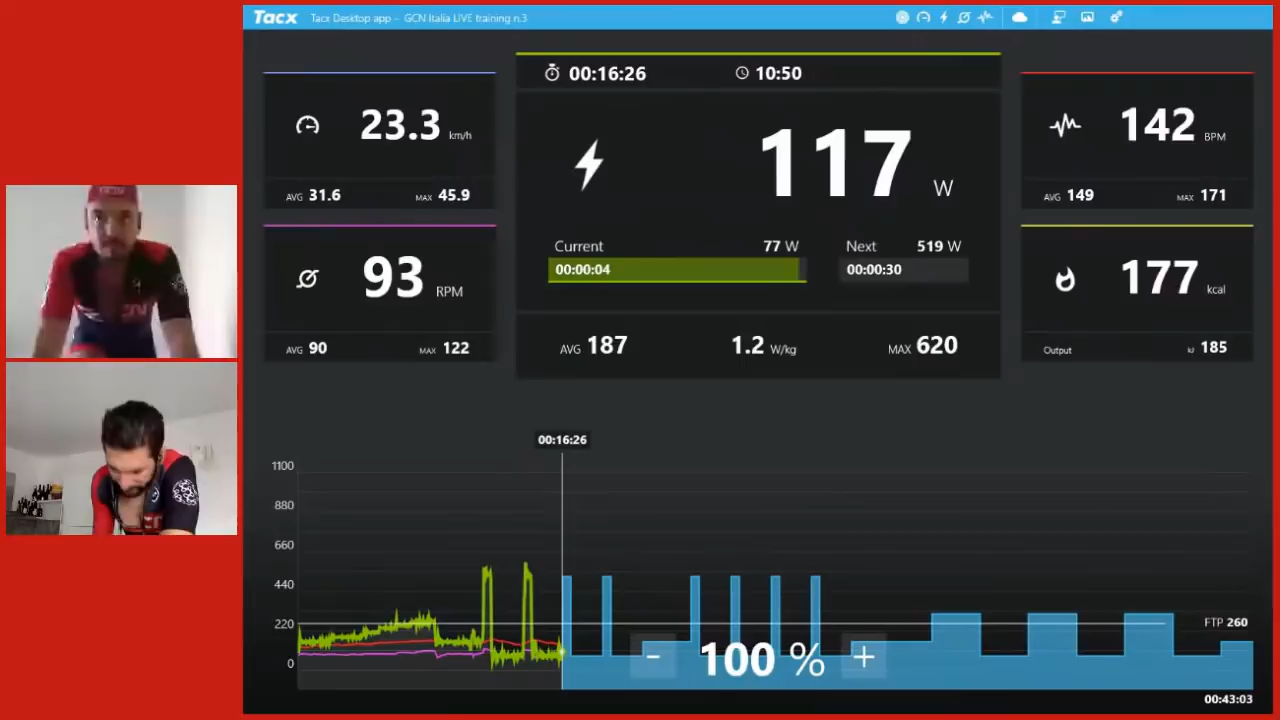 Tacx Tacx Desktop app – GCN Italia LIVE training n.3
00:16:26 10:50
23.3 km/h
AVG 31.6 MAX 45.9
117 W
142 BPM
AVG 149 MAX 171
Current 77 W Next 519 W
00:00:04 00:00:30
93 RPM
AVG 90 MAX 122
177 kcal
Output kJ 185
AVG 187 1.2 W/kg MAX 620
00:16:26
1100
880
660
440
220
0
FTP 260
- 100 % +
00:43:03